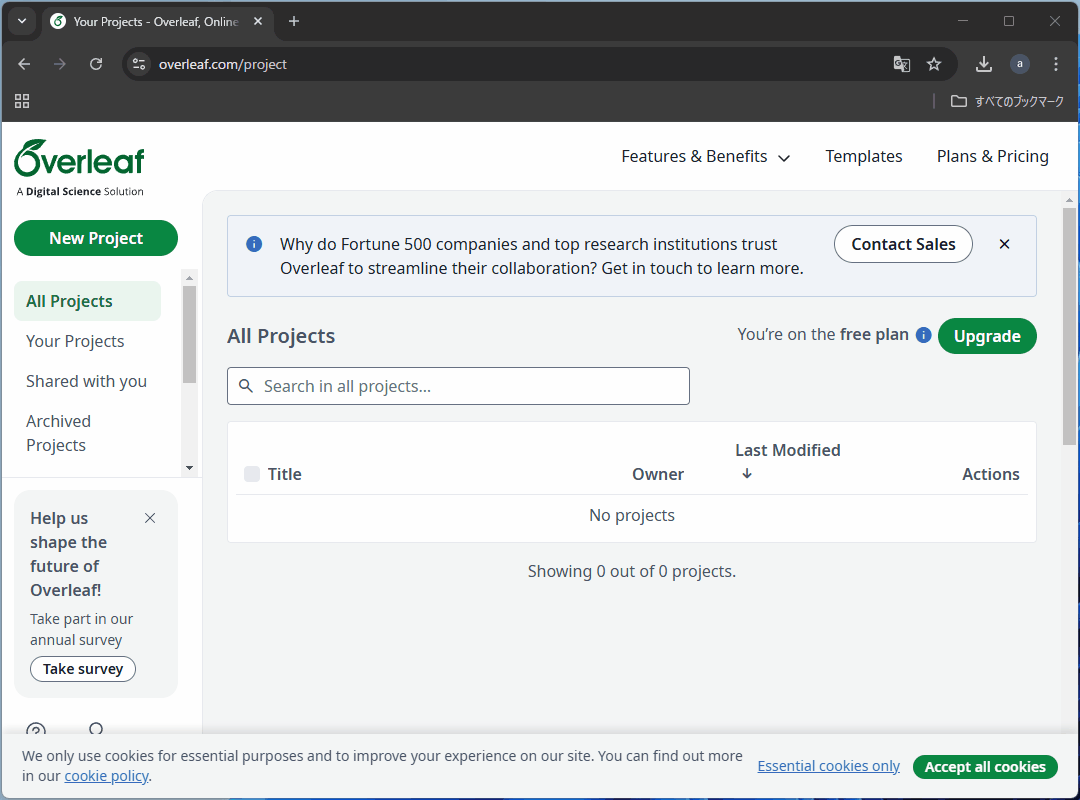 Your Projects - Overleaf, Online
overleaf.com/project
a
すべてのブックマーク
Overleaf
A Digital Science Solution
Features & Benefits
Templates
Plans & Pricing
New Project
All Projects
Your Projects
Shared with you
Archived
Projects
Help us
shape the
future of
Overleaf!
Take part in our
annual survey
Take survey
Why do Fortune 500 companies and top research institutions trust
Overleaf to streamline their collaboration? Get in touch to learn more.
Contact Sales
All Projects
You’re on the free plan
Upgrade
Search in all projects...
Title
Owner
Last Modified
Actions
No projects
Showing 0 out of 0 projects.
We only use cookies for essential purposes and to improve your experience on our site. You can find out more
in our cookie policy.
Essential cookies only
Accept all cookies